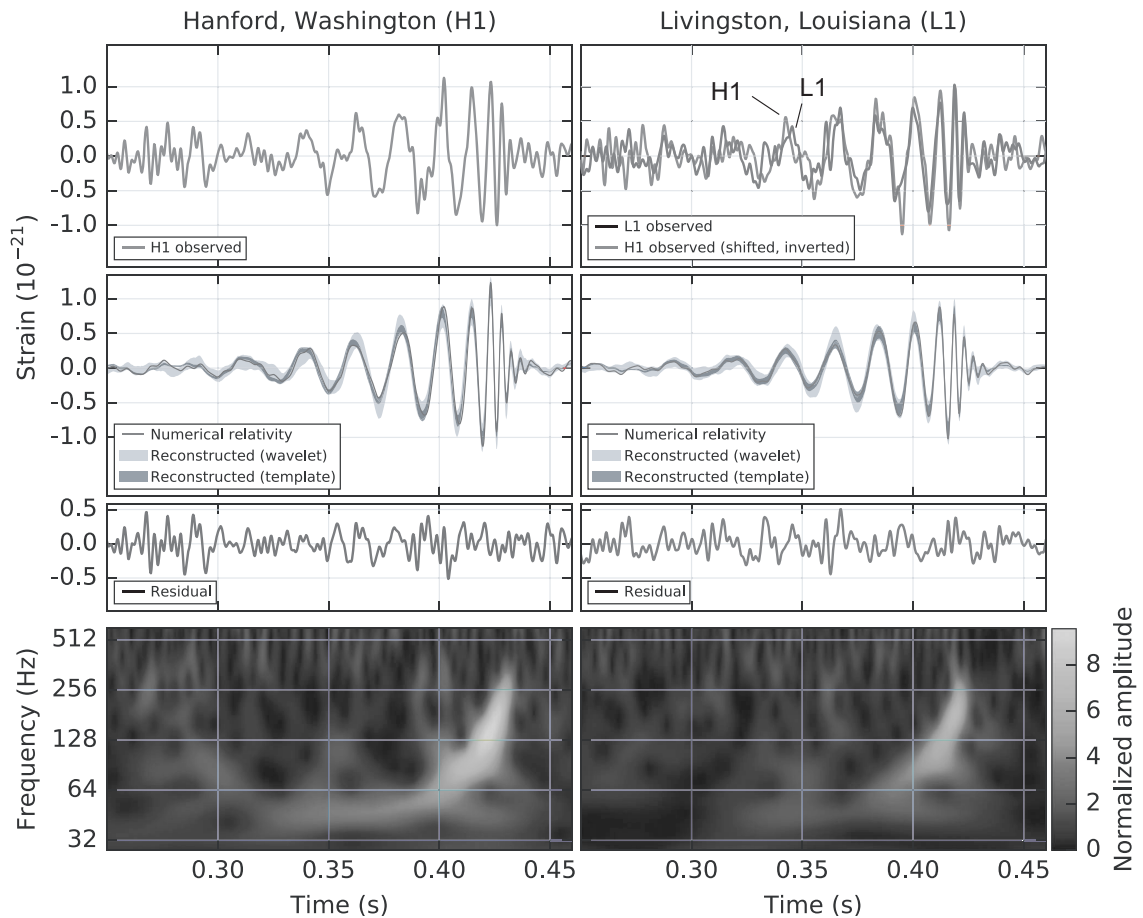 Hanford, Washington (H1)
Livingston, Louisiana (L1)
Strain (10⁻²¹)
1.0
0.5
0.0
-0.5
-1.0
H1 observed
H1
L1
L1 observed
H1 observed (shifted, inverted)
1.0
0.5
0.0
-0.5
-1.0
Numerical relativity
Reconstructed (wavelet)
Reconstructed (template)
Numerical relativity
Reconstructed (wavelet)
Reconstructed (template)
0.5
0.0
-0.5
Residual
Residual
Frequency (Hz)
512
256
128
64
32
Normalized amplitude
8
6
4
2
0
0.30
0.35
0.40
0.45
0.30
0.35
0.40
0.45
Time (s)
Time (s)